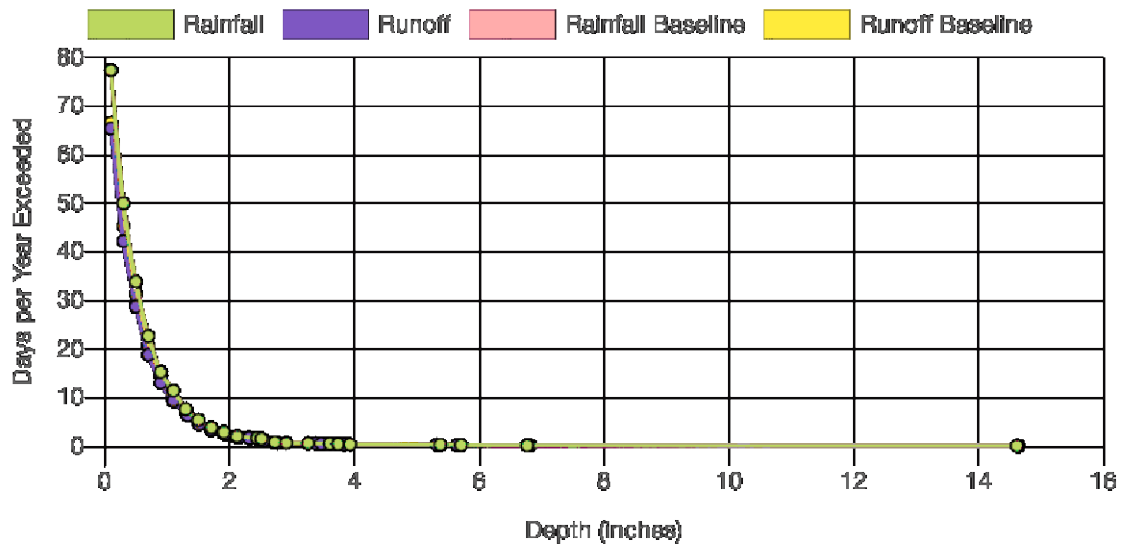 Rainfall Runoff Rainfall Baseline Runoff Baseline
80
70
60
50
40
30
20
10
0
Days per Year Exceeded
0 2 4 6 8 10 12 14 16
Depth (inches)